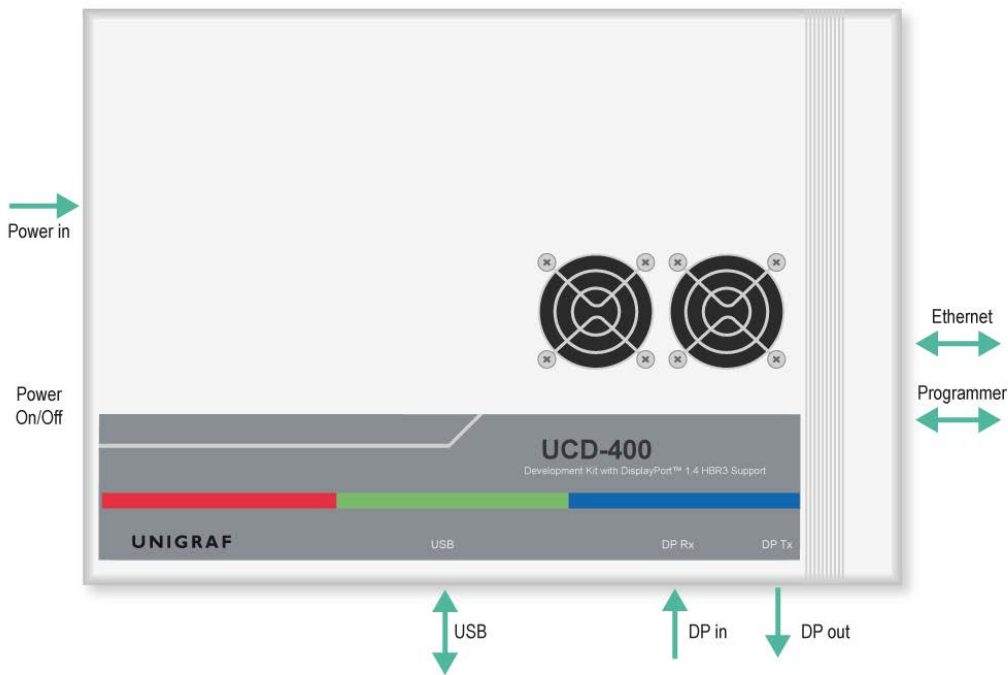 Power in
Ethernet
Power
On/Off
Programmer
UCD-400
Development Kit with DisplayPort™ 1.4 HBR3 Support
UNIGRAF
USB
DP Rx
DP Tx
USB
DP in
DP out